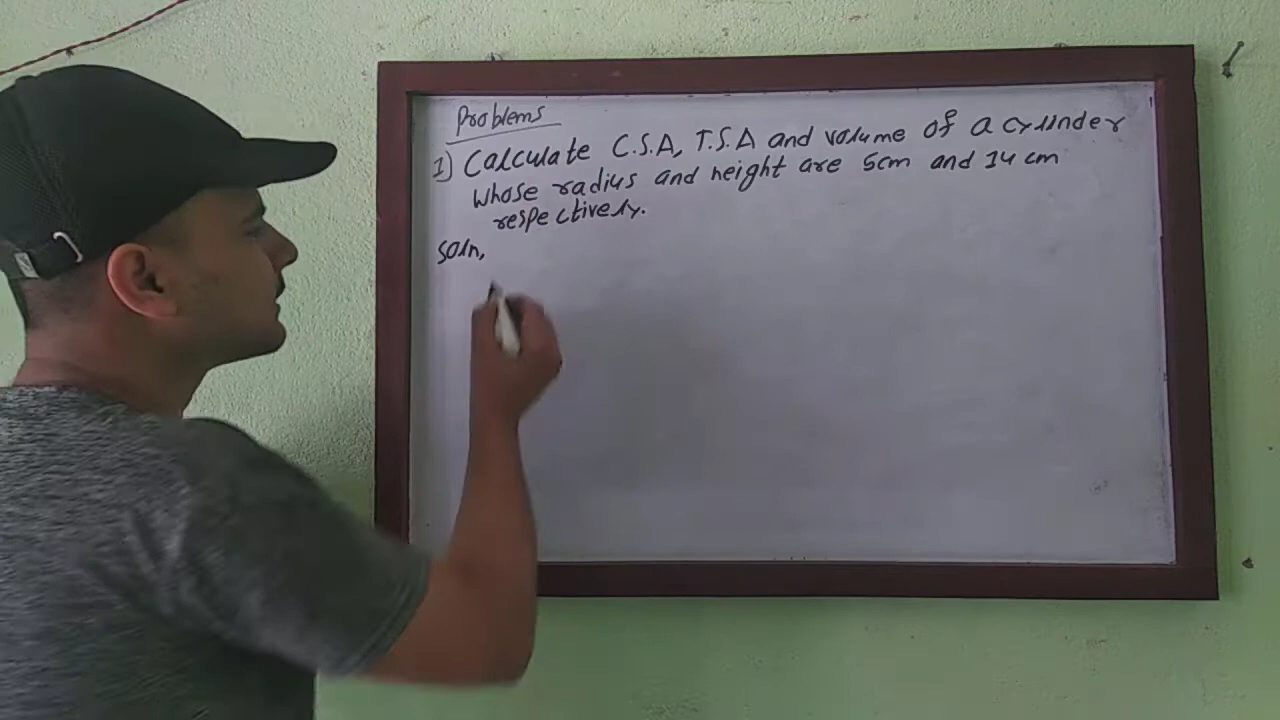 Problems
1) Calculate C.S.A, T.S.A and volume of a cylinder
whose radius and height are 5cm and 14 cm
respectively.
Soln,